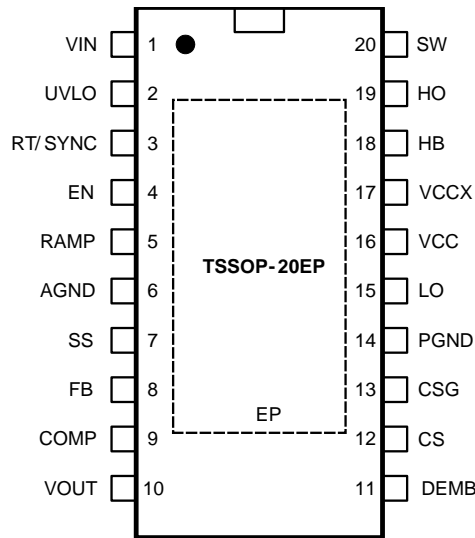 VIN 1 20 SW
UVLO 2 19 HO
RT/SYNC 3 18 HB
EN 4 17 VCCX
RAMP 5 16 VCC
TSSOP-20EP
AGND 6 15 LO
SS 7 14 PGND
FB 8 13 CSG
EP
COMP 9 12 CS
VOUT 10 11 DEMB